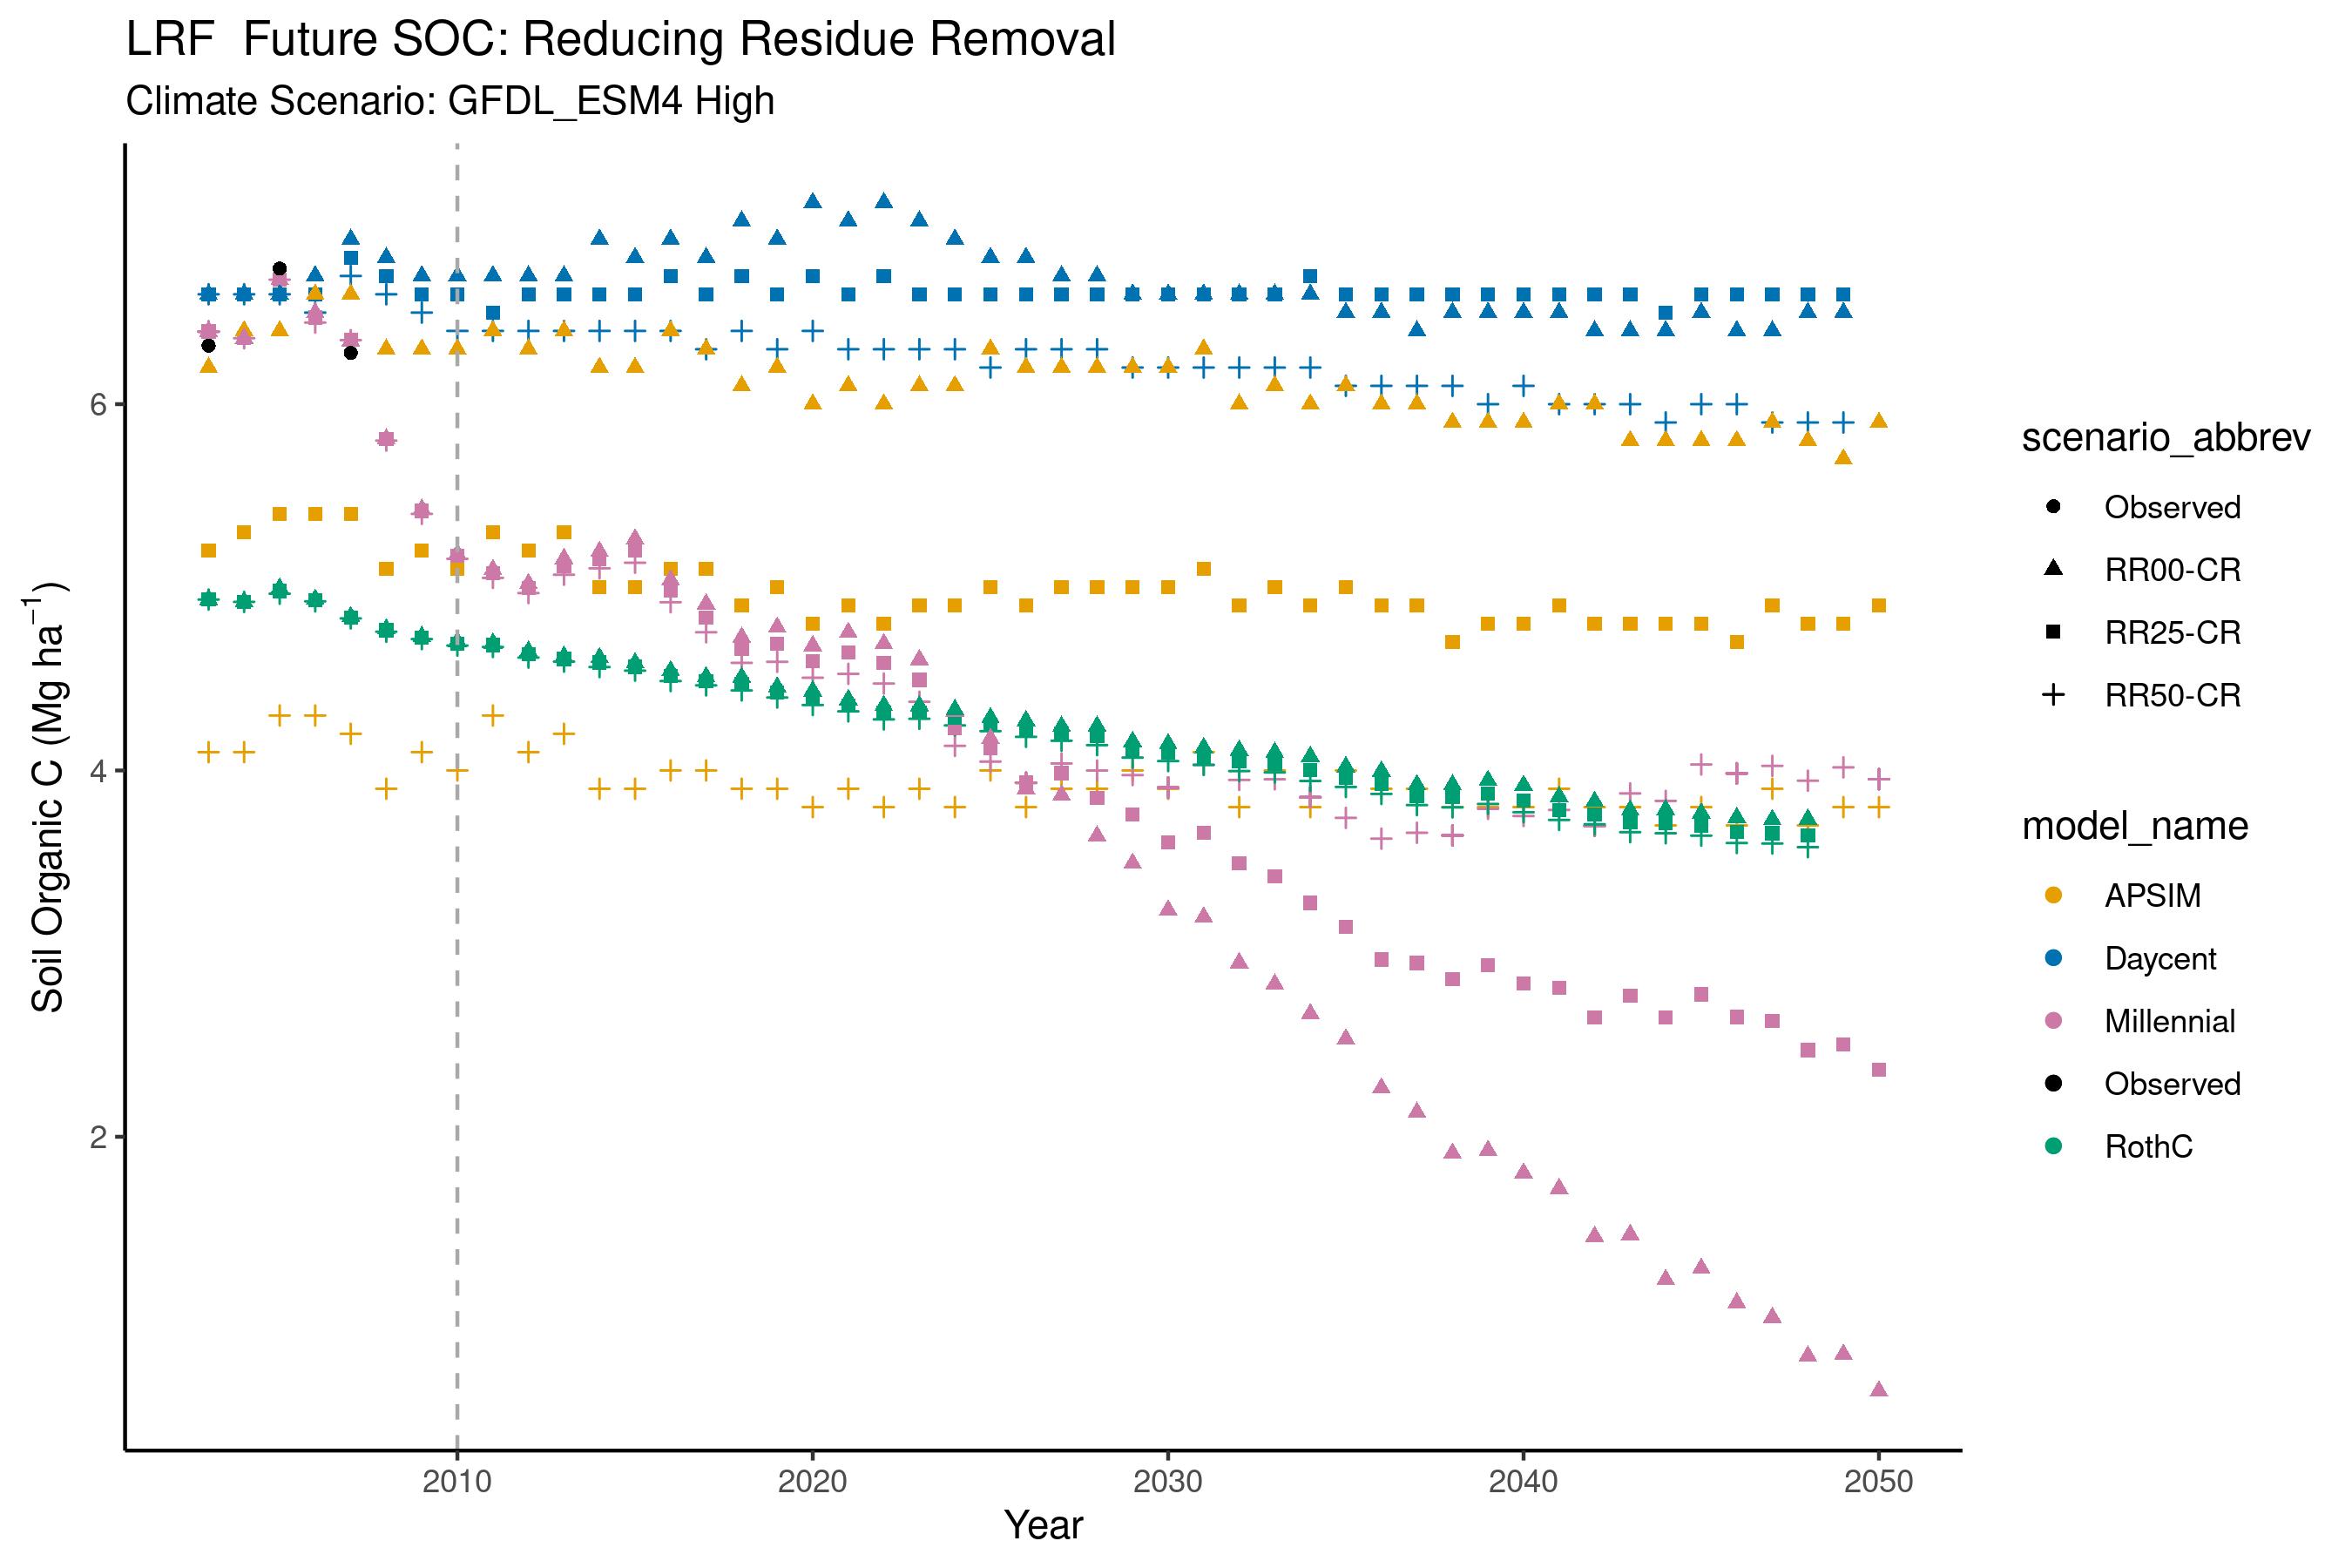 LRF  Future SOC: Reducing Residue Removal
Climate Scenario: GFDL_ESM4 High
Soil Organic C (Mg ha⁻¹)
6
4
2
2010
2020
2030
2040
2050
Year
scenario_abbrev
Observed
RR00-CR
RR25-CR
RR50-CR
model_name
APSIM
Daycent
Millennial
Observed
RothC